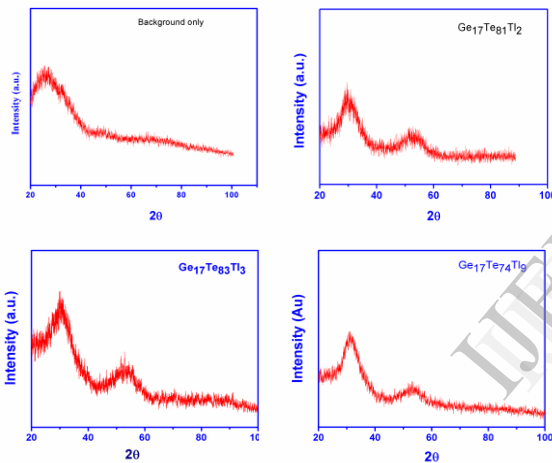 Background only
Intensity (a.u.)
20 40 60 80 100
2θ
Ge17Te81Tl2
Intensity (a.u.)
20 40 60 80 100
2θ
Ge17Te83Tl3
Intensity (a.u.)
20 40 60 80 100
2θ
Ge17Te74Tl9
Intensity (Au)
20 40 60 80 100
2θ